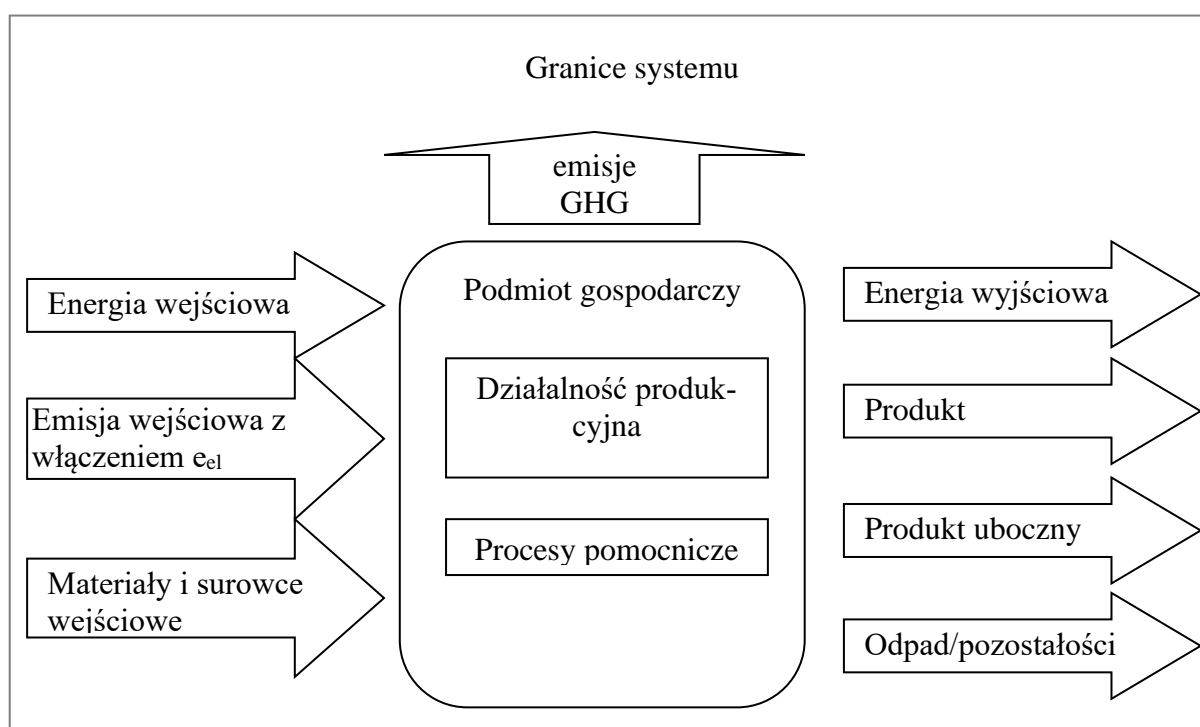 Granice systemu
emisje
GHG
Energia wejściowa
Emisja wejściowa z
włączeniem eel
Materiały i surowce
wejściowe
Podmiot gospodarczy
Działalność produk-
cyjna
Procesy pomocnicze
Energia wyjściowa
Produkt
Produkt uboczny
Odpad/pozostałości